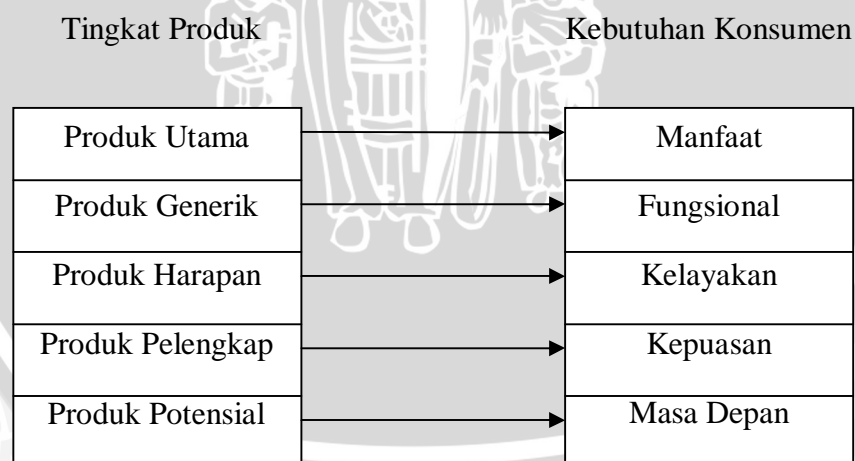 Tingkat Produk Kebutuhan Konsumen
Produk Utama Manfaat
Produk Generik Fungsional
Produk Harapan Kelayakan
Produk Pelengkap Kepuasan
Produk Potensial Masa Depan